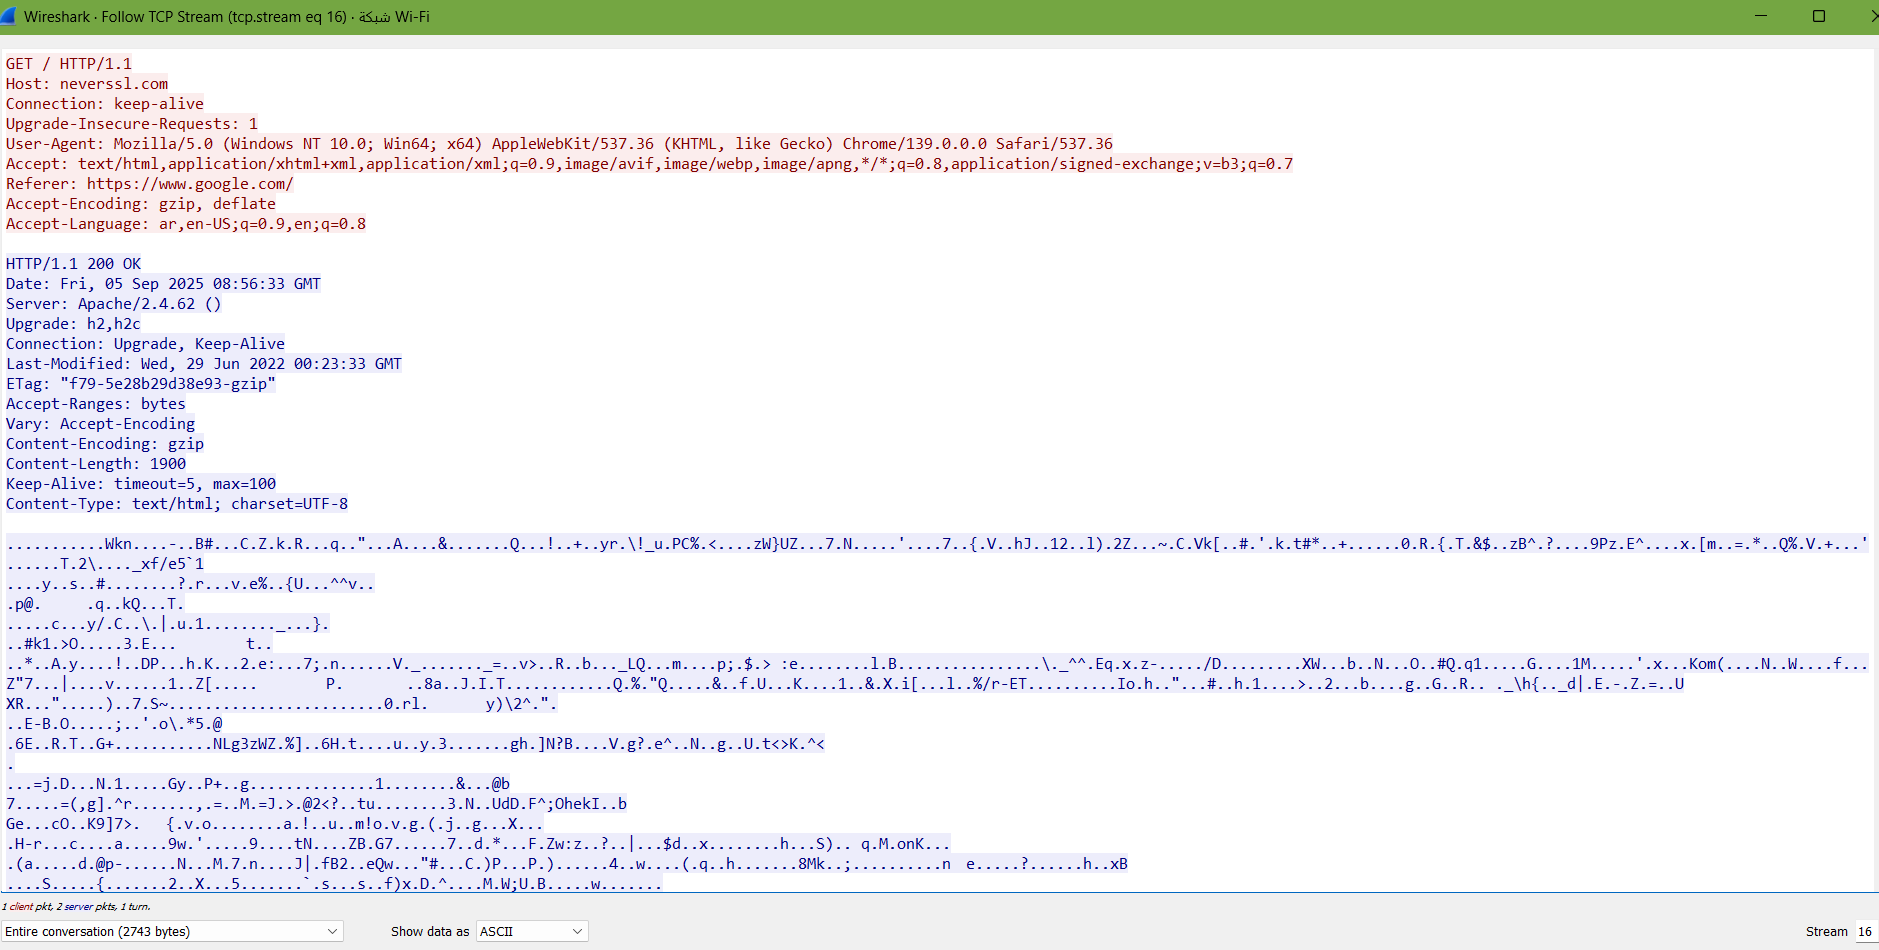 Wireshark · Follow TCP Stream (tcp.stream eq 16) · شبكة Wi-Fi
GET / HTTP/1.1
Host: neverssl.com
Connection: keep-alive
Upgrade-Insecure-Requests: 1
User-Agent: Mozilla/5.0 (Windows NT 10.0; Win64; x64) AppleWebKit/537.36 (KHTML, like Gecko) Chrome/139.0.0.0 Safari/537.36
Accept: text/html,application/xhtml+xml,application/xml;q=0.9,image/avif,image/webp,image/apng,*/*;q=0.8,application/signed-exchange;v=b3;q=0.7
Referer: https://www.google.com/
Accept-Encoding: gzip, deflate
Accept-Language: ar,en-US;q=0.9,en;q=0.8
HTTP/1.1 200 OK
Date: Fri, 05 Sep 2025 08:56:33 GMT
Server: Apache/2.4.62 ()
Upgrade: h2,h2c
Connection: Upgrade, Keep-Alive
Last-Modified: Wed, 29 Jun 2022 00:23:33 GMT
ETag: "f79-5e28b29d38e93-gzip"
Accept-Ranges: bytes
Vary: Accept-Encoding
Content-Encoding: gzip
Content-Length: 1900
Keep-Alive: timeout=5, max=100
Content-Type: text/html; charset=UTF-8
...........Wkn....-..B#...C.Z.k.R...q.."...A....&.......Q...!..+..yr.\!_u.PC%.<....zW}UZ...7.N.....'....7..{.V..hJ..12..l).2Z...~.C.Vk[..#.'.k.t#*..+......0.R.{.T.&$..zB^.?....9Pz.E^....x.[m..=.*..Q%.V.+...'
......T.2\...._xf/e5`1
....y..s..#........?.r...v.e%..{U...^^v..
.p@.     .q..kQ...T.
.....c...y/.C..\.|.u.1........_...}.
..#k1.>O.....3.E...        t..
..*..A.y....!..DP...h.K...2.e:...7;.n......V._......._=..v>..R..b..._LQ...m....p;.$.> :e........l.B................\._^^.Eq.x.z-...../D.........XW...b..N...O..#Q.q1.....G....1M.....'.x...Kom(....N..W....f...
Z"7...|....v......1..Z[.....        P.       ..8a..J.I.T............Q.%."Q.....&..f.U...K....1..&.X.i[...l..%/r-ET..........Io.h.."...#..h.1....>..2...b....g..G..R.. ._\h{.._d|.E.-.Z.=..U
XR...".....)..7.S~........................0.rl.      y)\2^.".
..E-B.O.....;..'.o\.*5.@
.6E..R.T..G+...........NLg3zWZ.%]..6H.t....u..y.3.......gh.]N?B....V.g?.e^..N..g..U.t<>K.^<
.
...=j.D...N.1.....Gy..P+..g..............1........&...@b
7.....=(,g].^r.......,.=..M.=J.>.@2<?..tu........3.N..UdD.F^;OhekI..b
Ge...cO..K9]7>.   {.v.o........a.!..u..m!o.v.g.(.j..g...X...
.H-r...c....a.....9w.'.....9....tN....ZB.G7......7..d.*...F.Zw:z..?..|...$d..x........h...S).. q.M.onK...
.(a.....d.@p-......N...M.7.n....J|.fB2..eQw..."#...C.)P...P.)......4..w....(.q..h.......8Mk..;..........n  e.....?......h..xB
....S.....{.......2..X...5.......`.s...s..f)x.D.^....M.W;U.B.....w.......
1 client pkt, 2 server pkts, 1 turn.
Entire conversation (2743 bytes) Show data as ASCII Stream 16